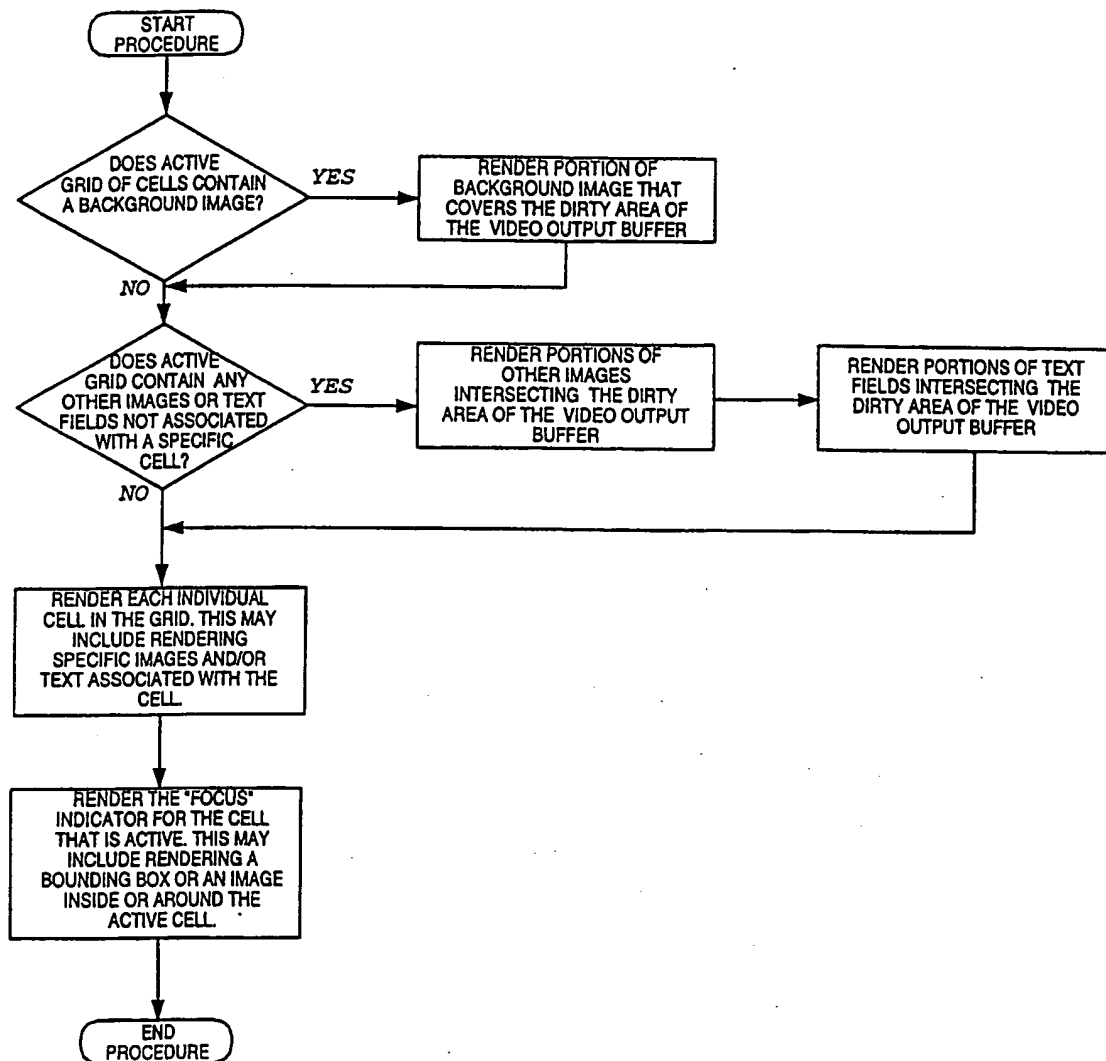 START
PROCEDURE
DOES ACTIVE
GRID OF CELLS CONTAIN
A BACKGROUND IMAGE?
YES
RENDER PORTION OF
BACKGROUND IMAGE THAT
COVERS THE DIRTY AREA OF
THE VIDEO OUTPUT BUFFER
NO
DOES ACTIVE
GRID CONTAIN ANY
OTHER IMAGES OR TEXT
FIELDS NOT ASSOCIATED
WITH A SPECIFIC
CELL?
YES
RENDER PORTIONS OF
OTHER IMAGES
INTERSECTING THE DIRTY
AREA OF THE VIDEO OUTPUT
BUFFER
RENDER PORTIONS OF TEXT
FIELDS INTERSECTING THE
DIRTY AREA OF THE VIDEO
OUTPUT BUFFER
NO
RENDER EACH INDIVIDUAL
CELL IN THE GRID. THIS MAY
INCLUDE RENDERING
SPECIFIC IMAGES AND/OR
TEXT ASSOCIATED WITH THE
CELL.
RENDER THE "FOCUS"
INDICATOR FOR THE CELL
THAT IS ACTIVE. THIS MAY
INCLUDE RENDERING A
BOUNDING BOX OR AN IMAGE
INSIDE OR AROUND THE
ACTIVE CELL.
END
PROCEDURE